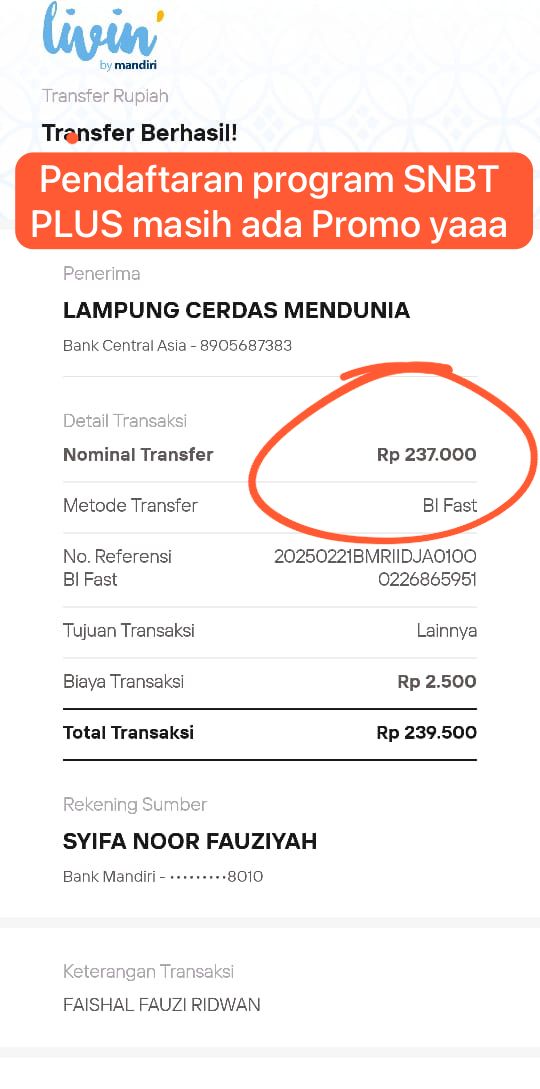 livin'
by mandiri
Transfer Rupiah
Transfer Berhasil!
Pendaftaran program SNBT
PLUS masih ada Promo yaaa
Penerima
LAMPUNG CERDAS MENDUNIA
Bank Central Asia - 8905687383
Detail Transaksi
Nominal Transfer Rp 237.000
Metode Transfer BI Fast
No. Referensi 20250221BMRIIDJA010O
BI Fast 0226865951
Tujuan Transaksi Lainnya
Biaya Transaksi Rp 2.500
Total Transaksi Rp 239.500
Rekening Sumber
SYIFA NOOR FAUZIYAH
Bank Mandiri - •••••••••8010
Keterangan Transaksi
FAISHAL FAUZI RIDWAN